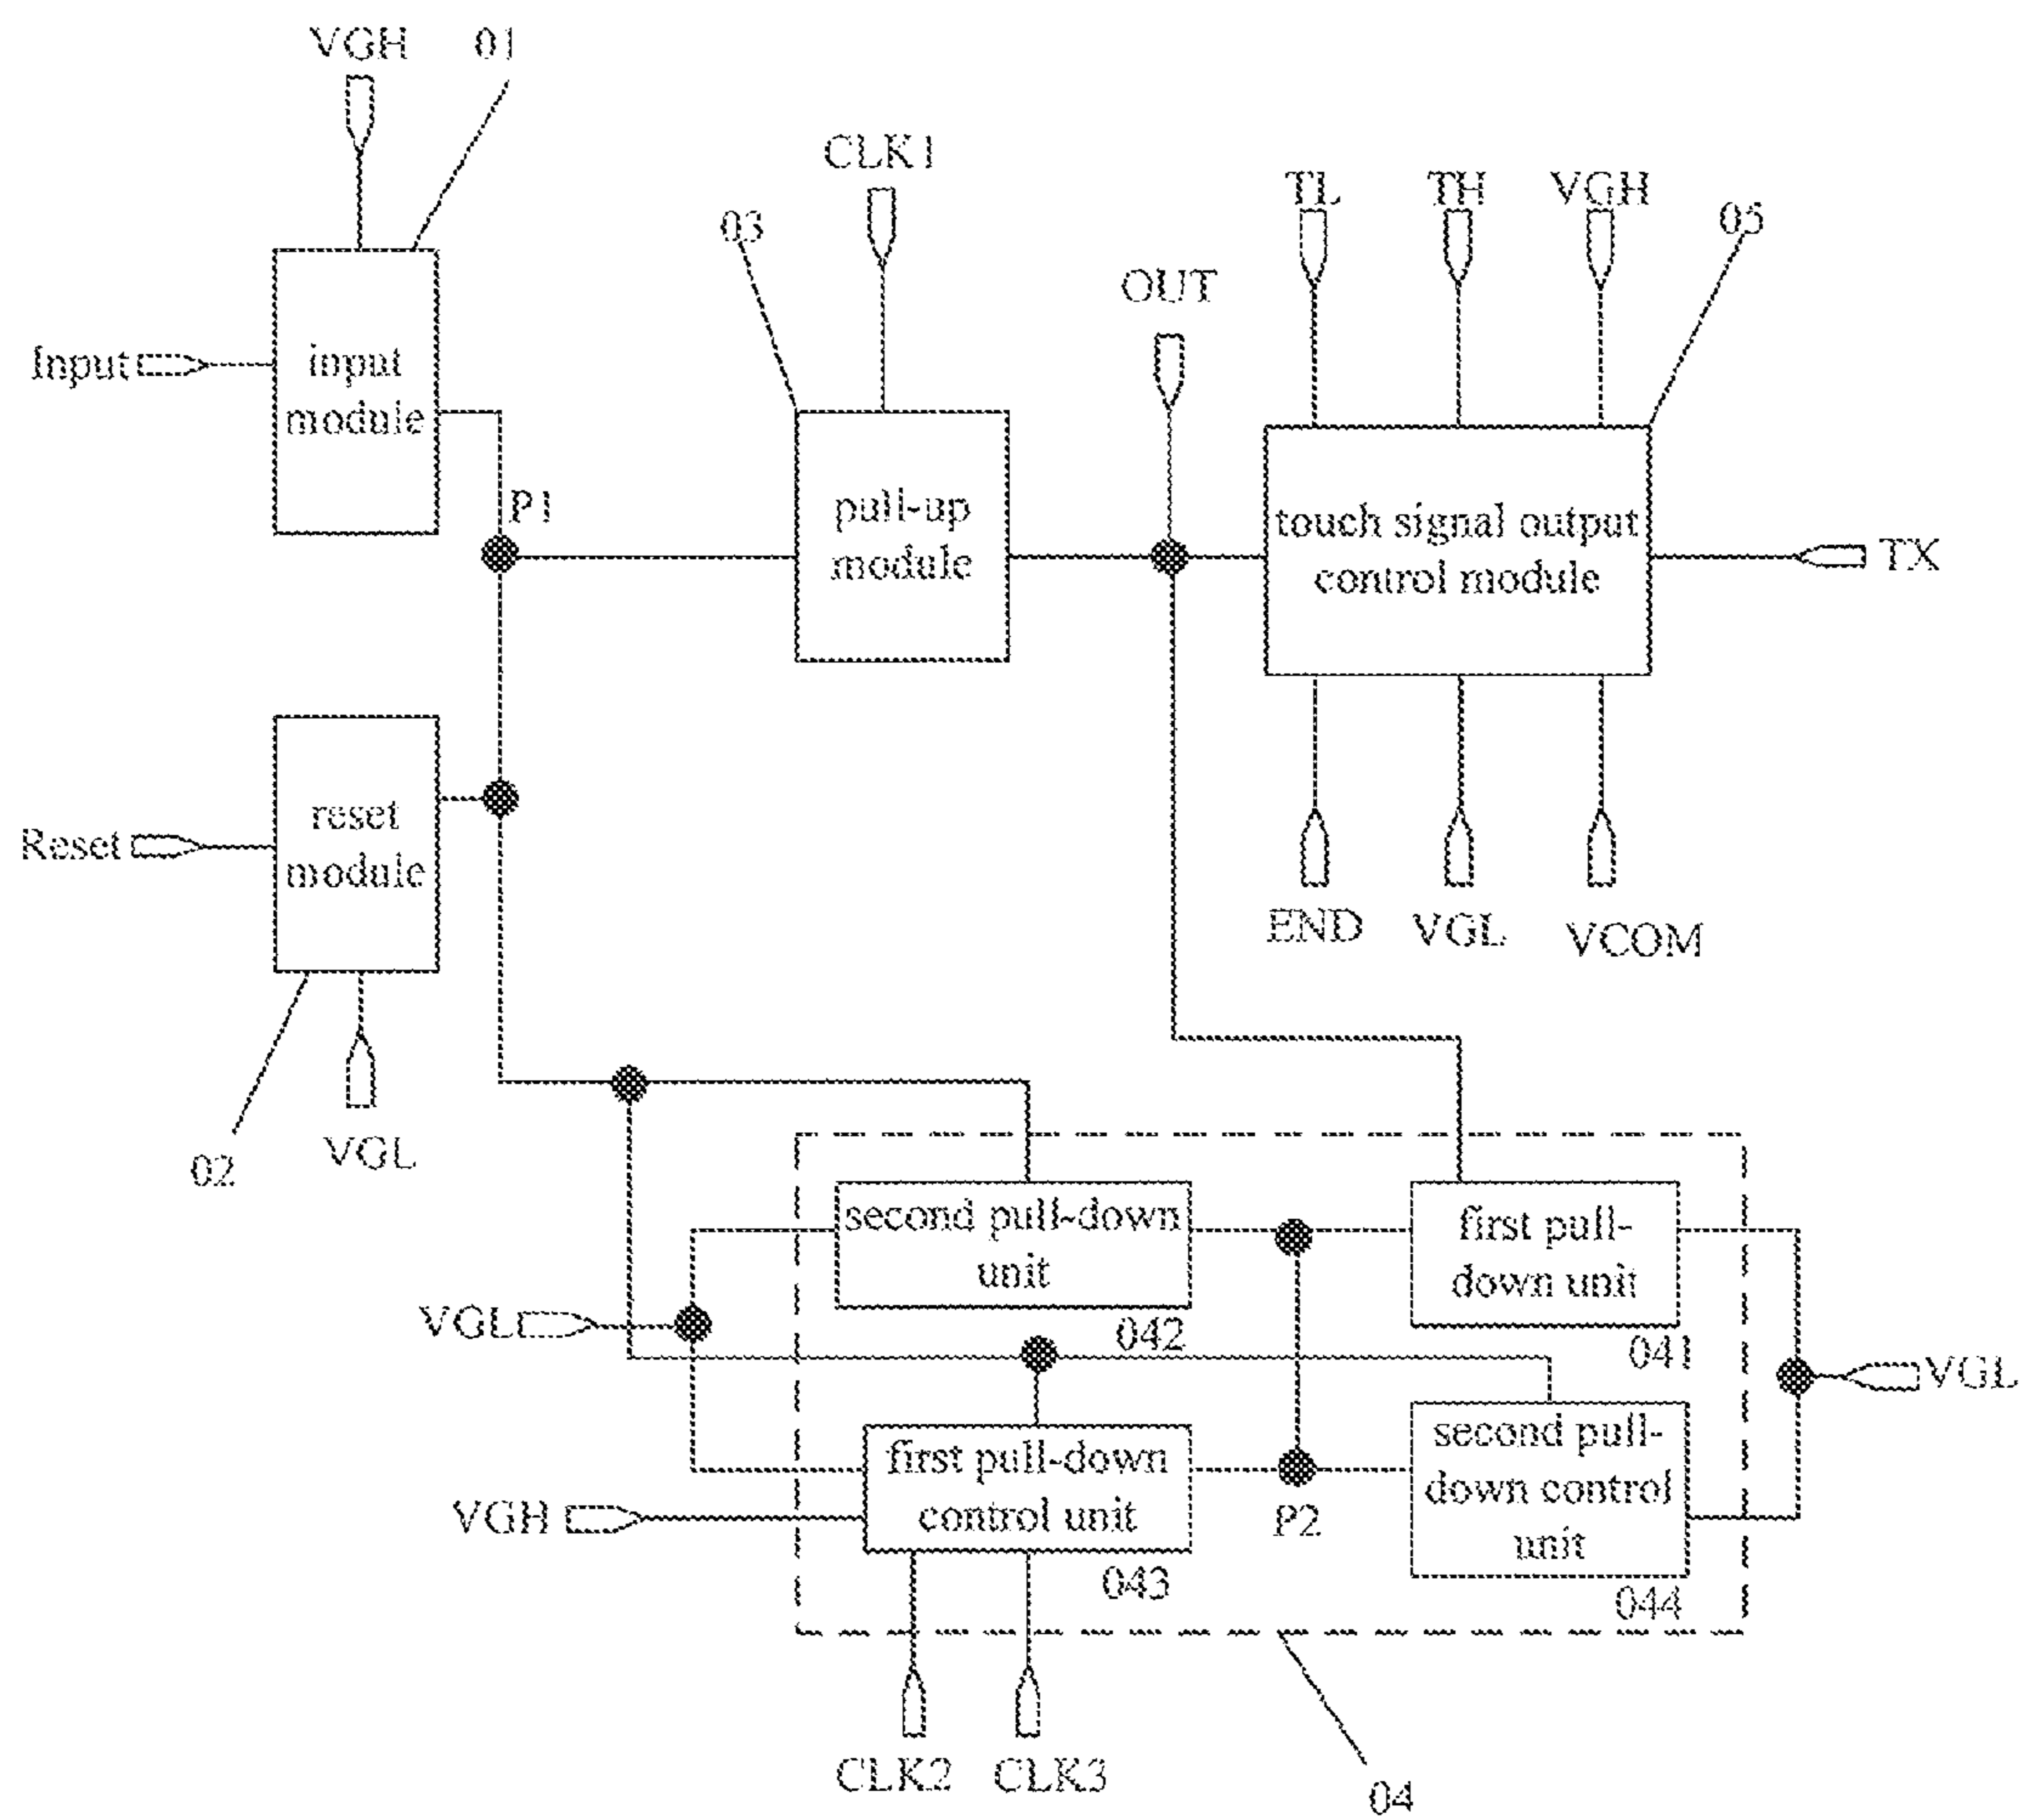 VGH
01
CLK1
TL
TH
VGH
05
03
OUT
Input
input
module
P1
pull-up
module
touch signal output
control module
TX
Reset
reset
module
END
VGL
VCOM
02
VGL
second pull-down
unit
042
first pull-
down unit
041
VGL
VGL
first pull-down
control unit
043
VGH
P2
second pull-
down control
unit
044
CLK2
CLK3
04